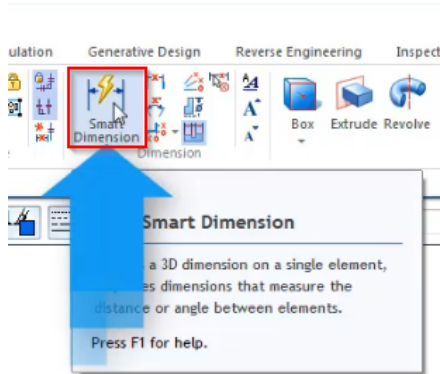 ulation Generative Design Reverse Engineering Inspect
Smart
Dimension
Box Extrude Revolve
Dimension
Smart Dimension
a 3D dimension on a single element,
es dimensions that measure the
distance or angle between elements.
Press F1 for help.